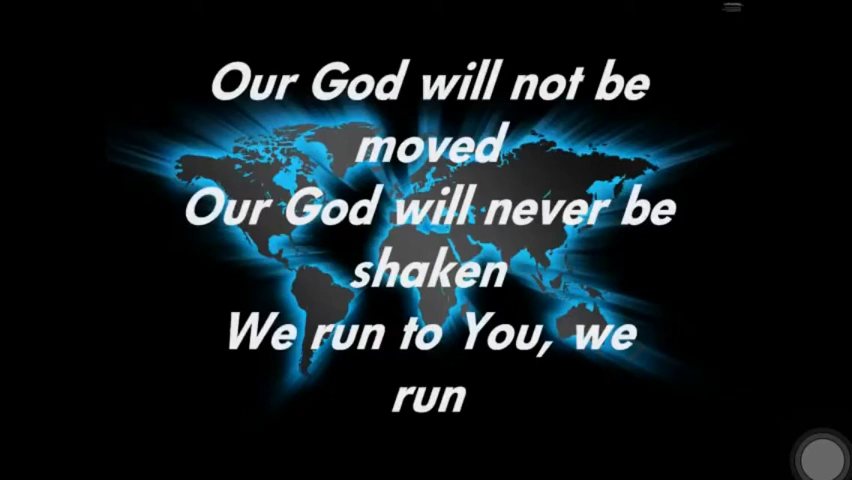 Our God will not be
moved
Our God will never be
shaken
We run to You, we
run